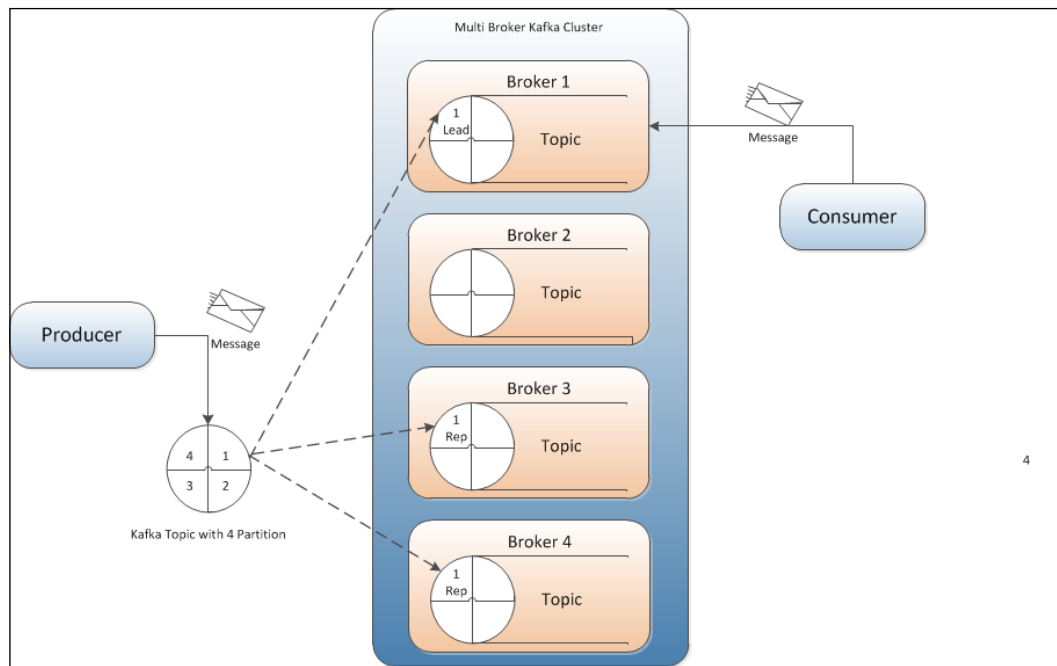 Multi Broker Kafka Cluster
Broker 1
1
Lead
Topic
Message
Consumer
Broker 2
Topic
Producer
Message
Broker 3
1
Rep
Topic
4 1
3 2
Kafka Topic with 4 Partition
4
Broker 4
1
Rep
Topic